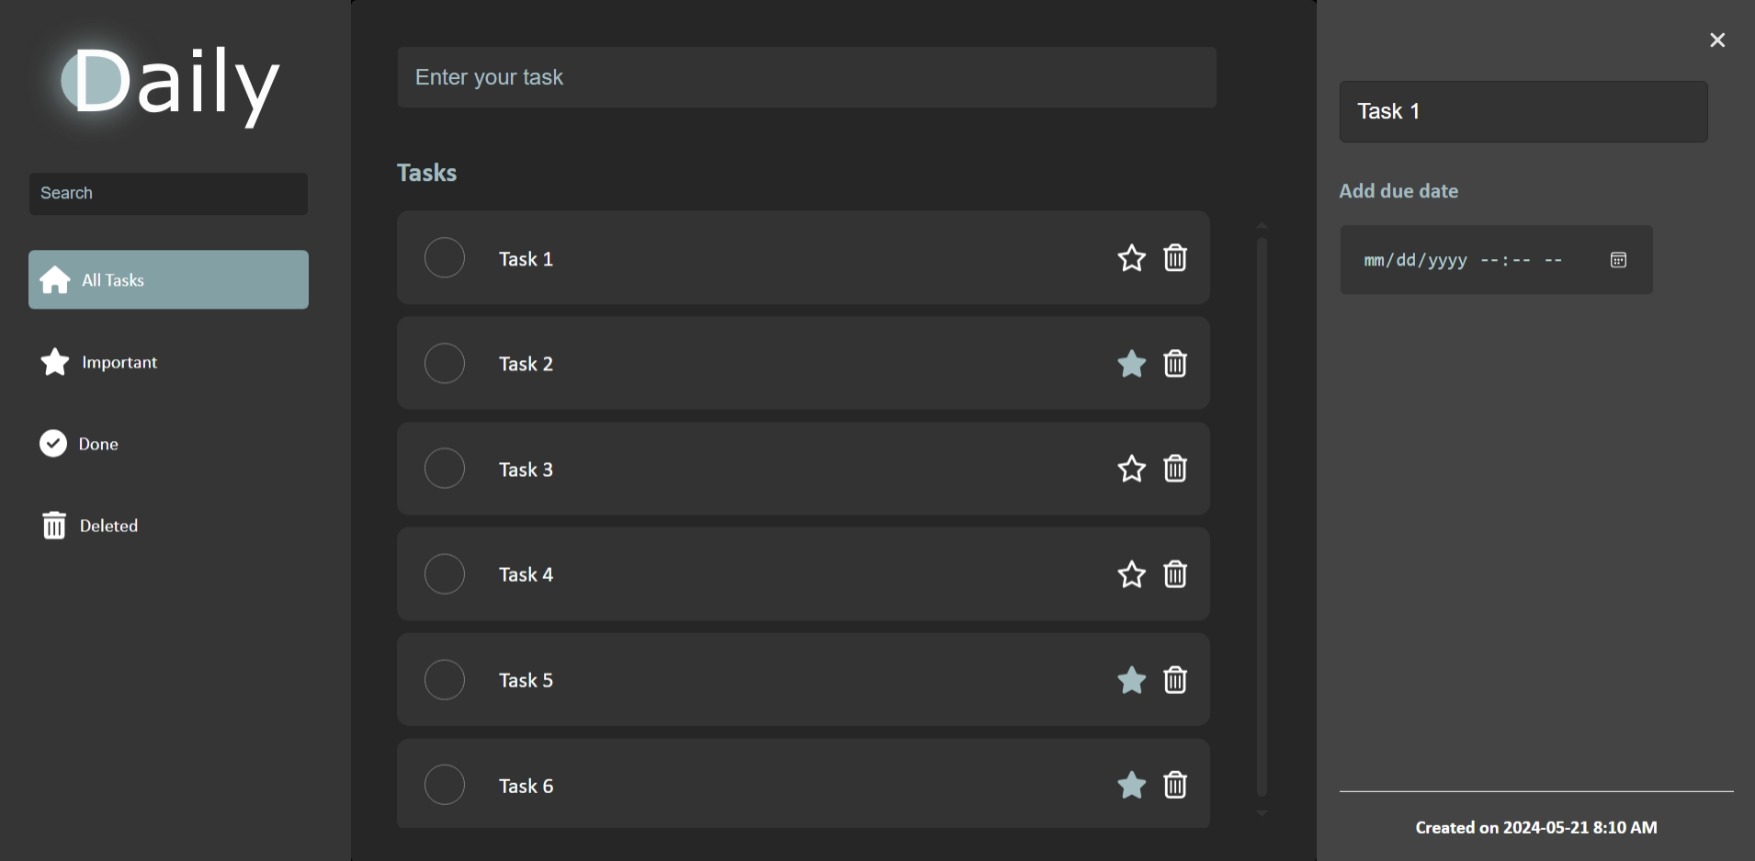 Daily
Search
All Tasks
Important
Done
Deleted
Enter your task
Tasks
Task 1
Task 2
Task 3
Task 4
Task 5
Task 6
Task 1
Add due date
mm/dd/yyyy --:-- --
Created on 2024-05-21 8:10 AM